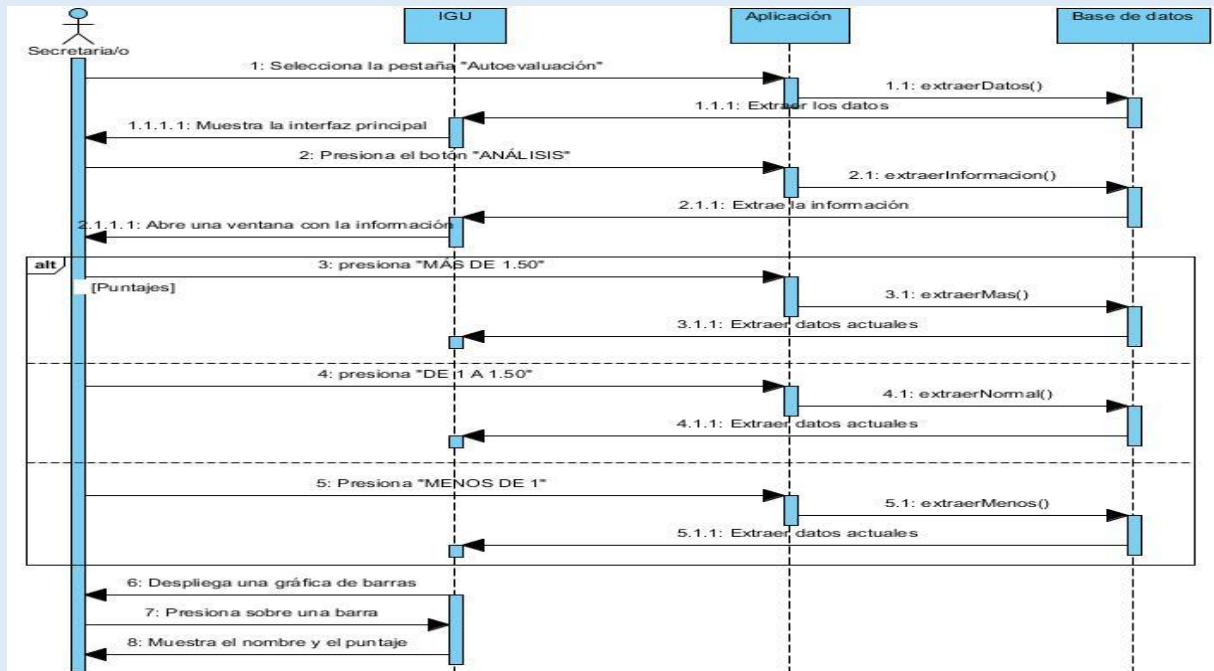 IGU
Aplicación
Base de datos
Secretaria/o
1: Selecciona la pestaña "Autoevaluación"
1.1: extraerDatos()
1.1.1: Extraer los datos
1.1.1.1: Muestra la interfaz principal
2: Presiona el botón "ANÁLISIS"
2.1: extraerInformacion()
2.1.1: Extrae la información
2.1.1.1: Abre una ventana con la información
alt
3: presiona "MÁS DE 1.50"
[Puntajes]
3.1: extraerMas()
3.1.1: Extraer datos actuales
4: presiona "DE 1 A 1.50"
4.1: extraerNormal()
4.1.1: Extraer datos actuales
5: Presiona "MENOS DE 1"
5.1: extraerMenos()
5.1.1: Extraer datos actuales
6: Despliega una gráfica de barras
7: Presiona sobre una barra
8: Muestra el nombre y el puntaje